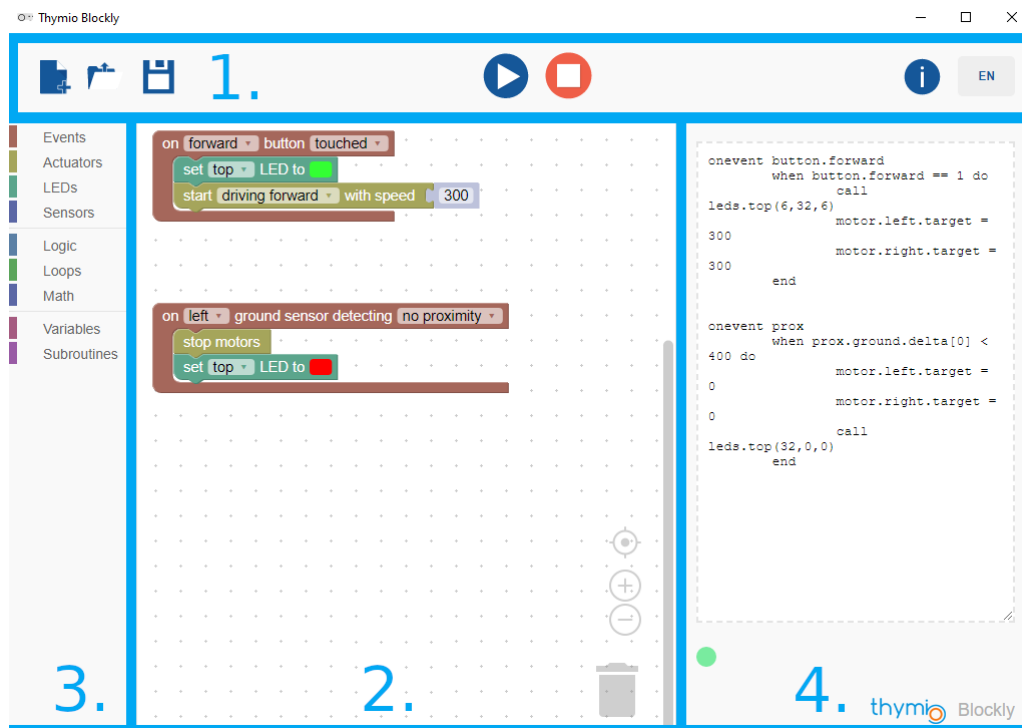 Thymio Blockly
1.
i
EN
Events
Actuators
LEDs
Sensors
Logic
Loops
Math
Variables
Subroutines
3.
on forward button touched
set top LED to
start driving forward with speed 300
on left ground sensor detecting no proximity
stop motors
set top LED to
2.
onevent button.forward
when button.forward == 1 do
call
leds.top(6,32,6)
motor.left.target =
300
motor.right.target =
300
end
onevent prox
when prox.ground.delta[0] <
400 do
motor.left.target =
0
motor.right.target =
0
call
leds.top(32,0,0)
end
4.
thymio Blockly